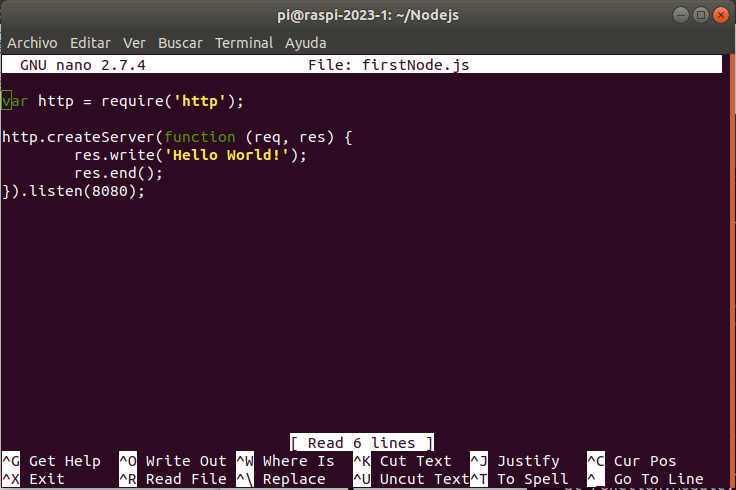 pi@raspi-2023-1: ~/Nodejs
Archivo Editar Ver Buscar Terminal Ayuda
GNU nano 2.7.4 File: firstNode.js
var http = require('http');
http.createServer(function (req, res) {
res.write('Hello World!');
res.end();
}).listen(8080);
[ Read 6 lines ]
^G Get Help ^O Write Out ^W Where Is ^K Cut Text ^J Justify ^C Cur Pos
^X Exit ^R Read File ^\ Replace ^U Uncut Text ^T To Spell ^_ Go To Line